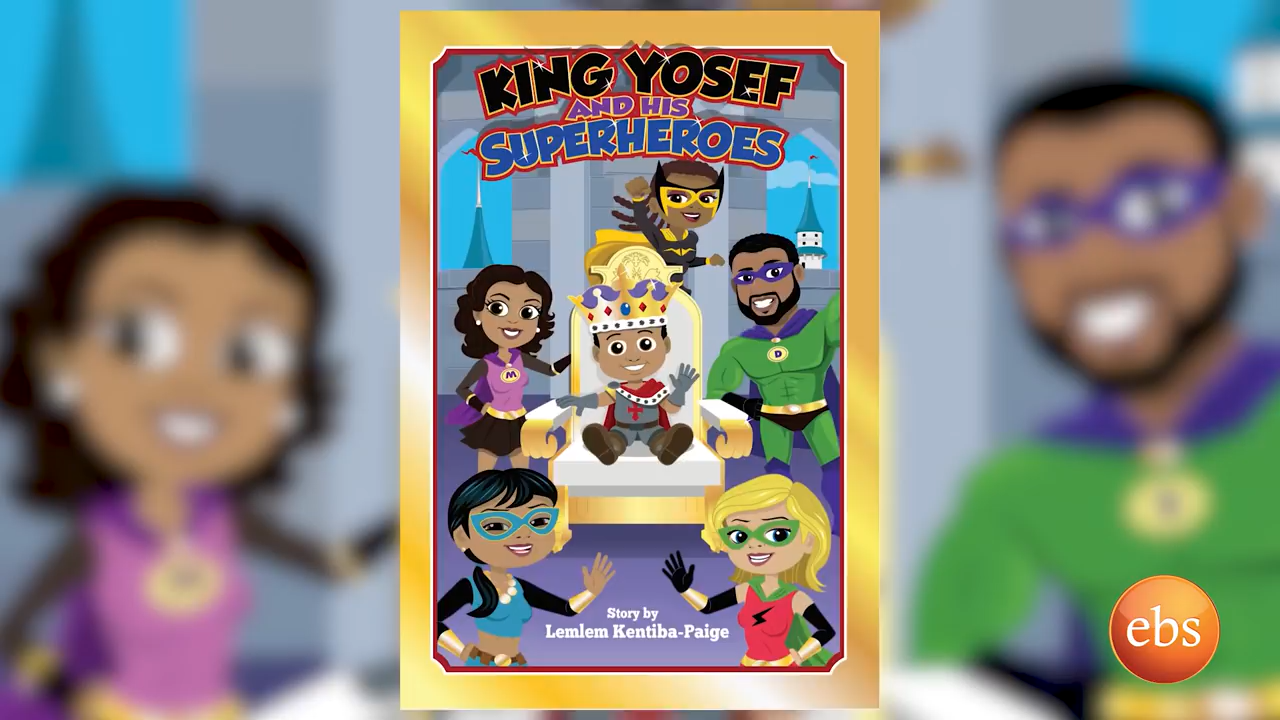 KING YOSEF
AND HIS
SUPERHEROES
M
D
Story by
Lemlem Kentiba-Paige
ebs